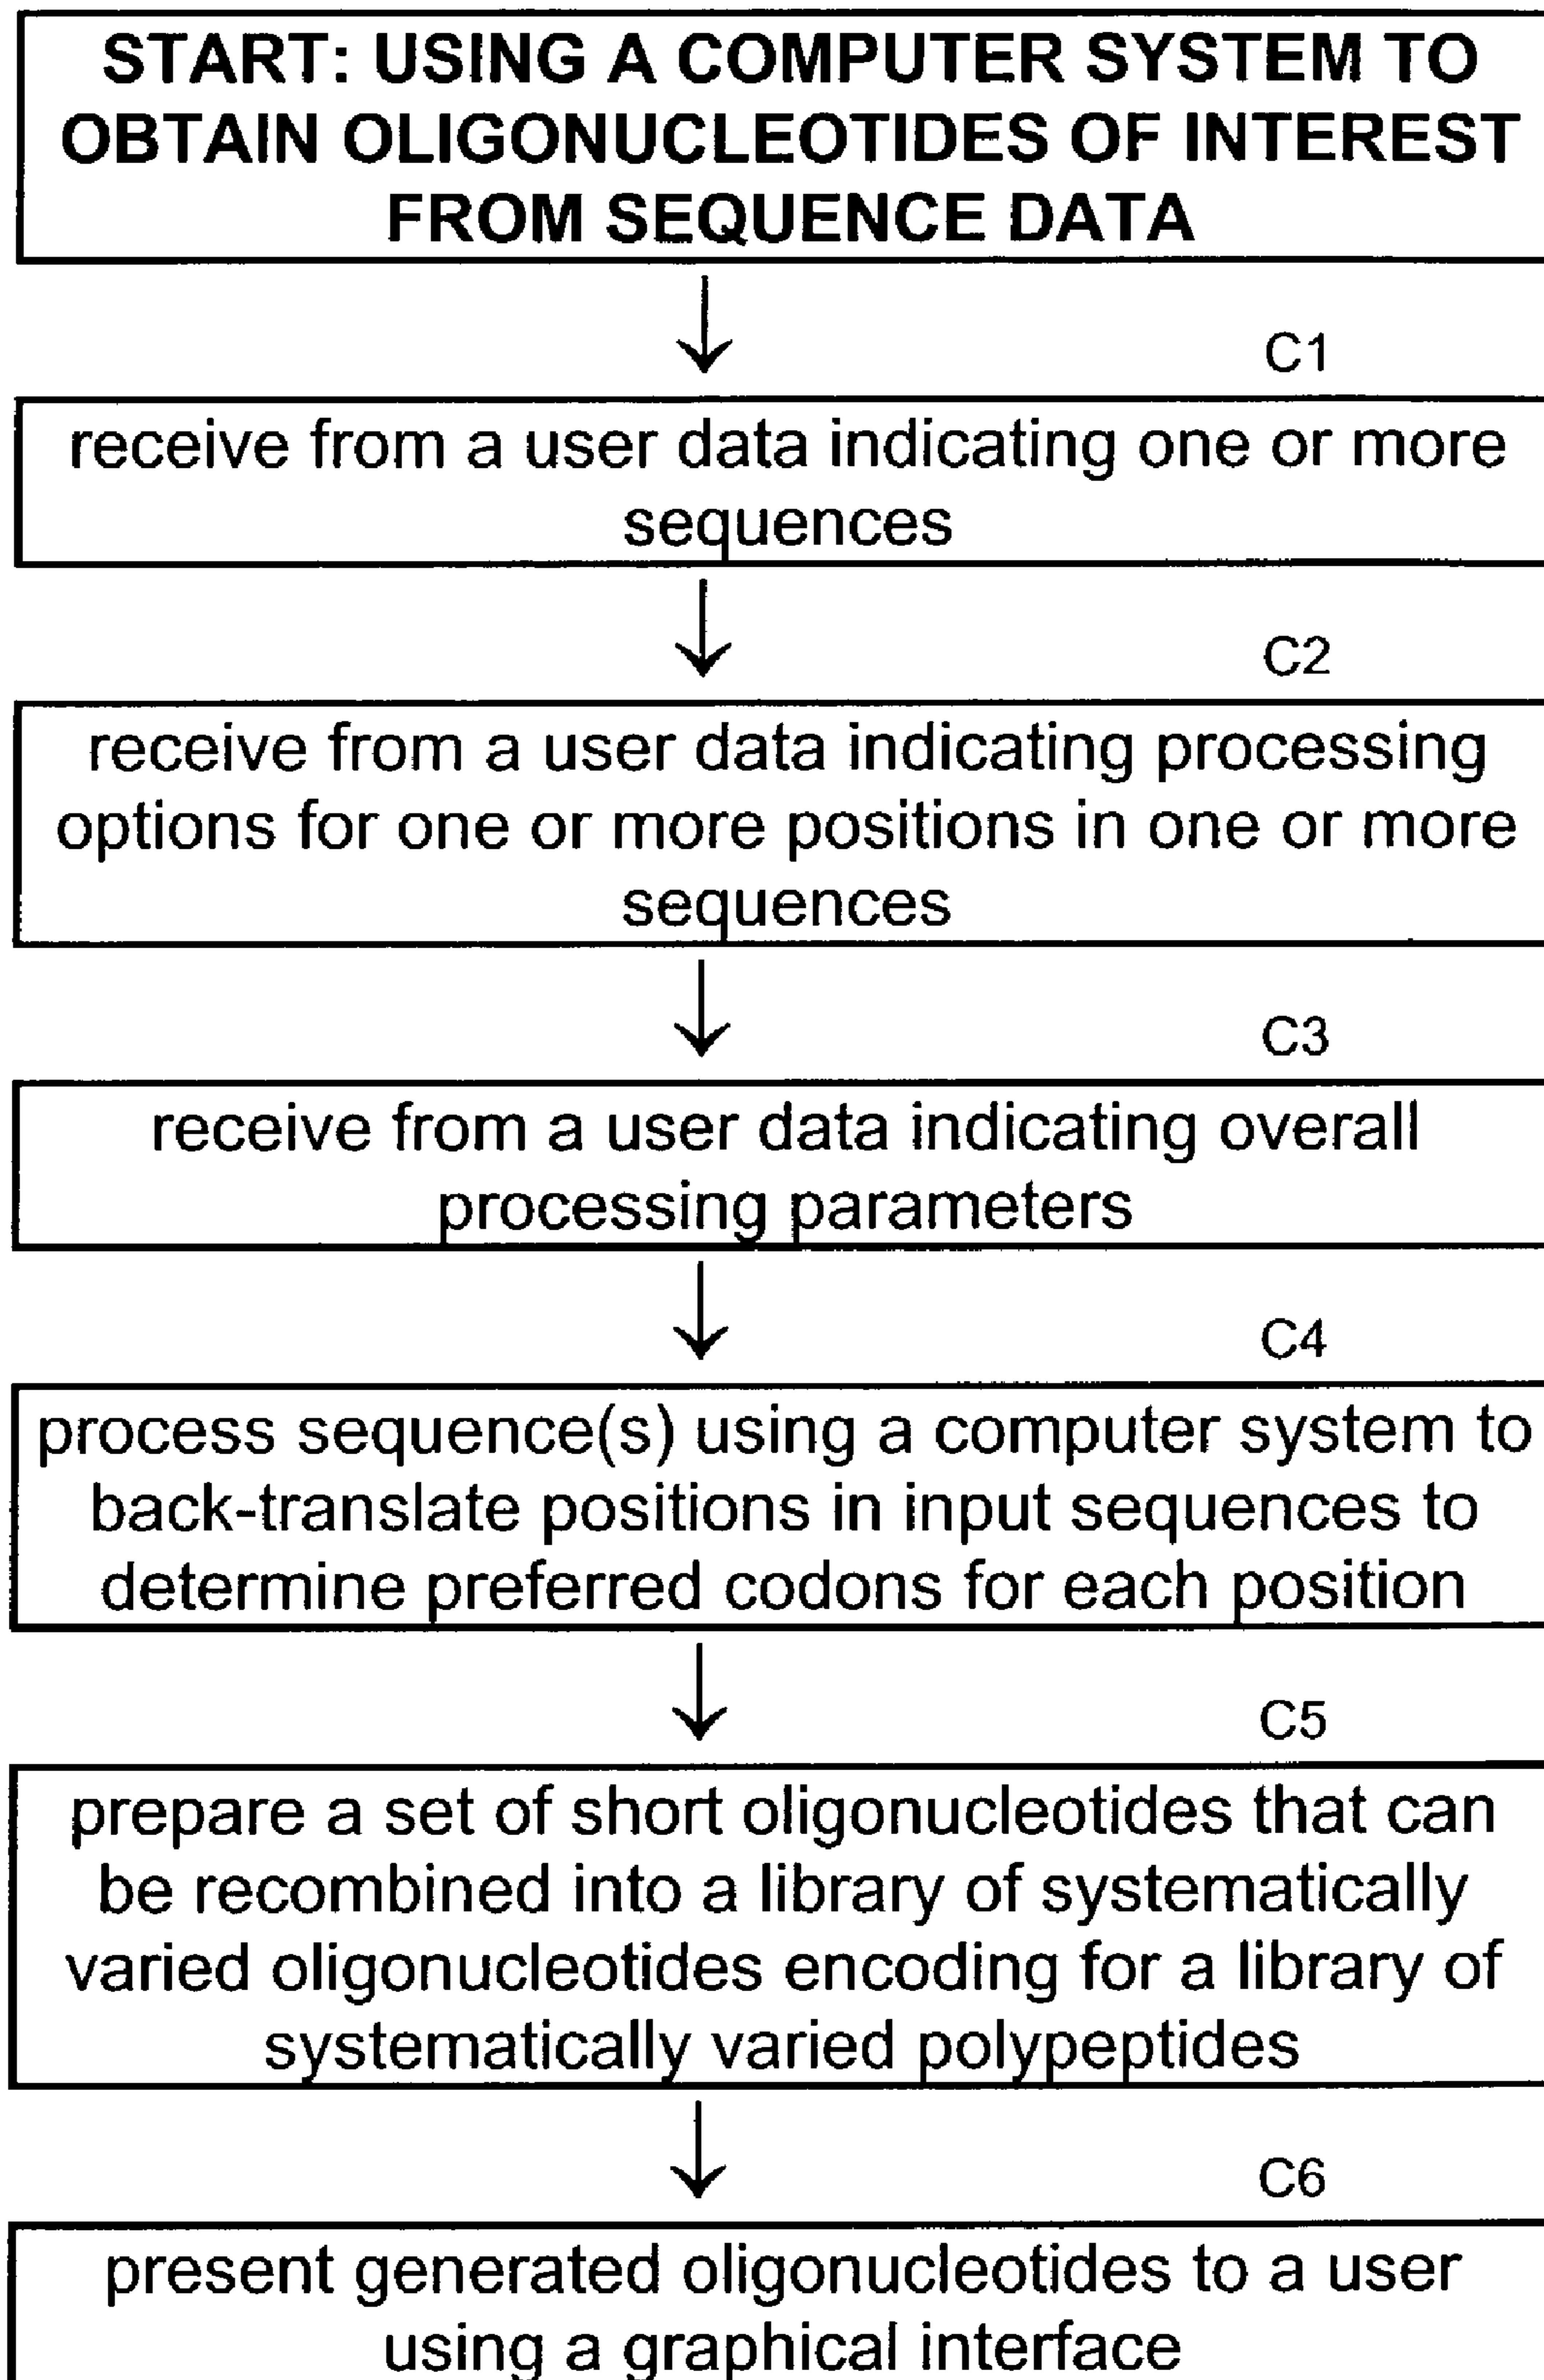 START: USING A COMPUTER SYSTEM TO
OBTAIN OLIGONUCLEOTIDES OF INTEREST
FROM SEQUENCE DATA
C1
receive from a user data indicating one or more
sequences
C2
receive from a user data indicating processing
options for one or more positions in one or more
sequences
C3
receive from a user data indicating overall
processing parameters
C4
process sequence(s) using a computer system to
back-translate positions in input sequences to
determine preferred codons for each position
C5
prepare a set of short oligonucleotides that can
be recombined into a library of systematically
varied oligonucleotides encoding for a library of
systematically varied polypeptides
C6
present generated oligonucleotides to a user
using a graphical interface